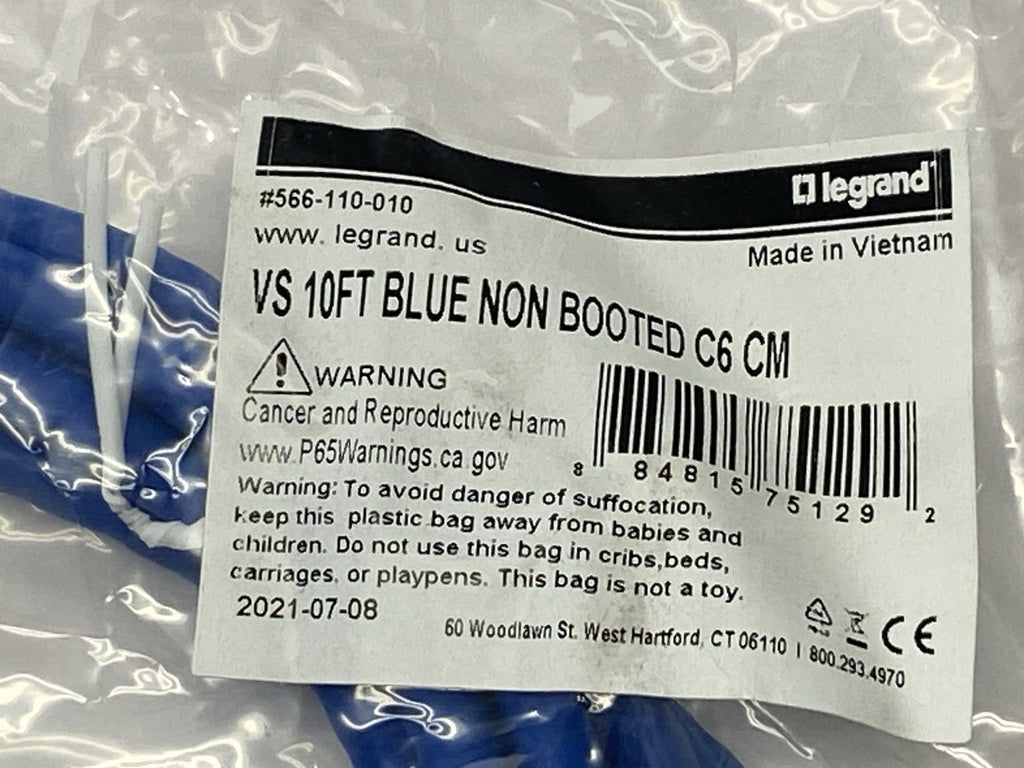 legrand
#566-110-010
www. legrand. us
Made in Vietnam
VS 10FT BLUE NON BOOTED C6 CM
WARNING
Cancer and Reproductive Harm
www.P65Warnings.ca.gov
8 84815 75129 2
Warning: To avoid danger of suffocation,
keep this plastic bag away from babies and
children. Do not use this bag in cribs,beds,
carriages, or playpens. This bag is not a toy.
2021-07-08
CE
60 Woodlawn St. West Hartford, CT 06110 | 800.293.4970